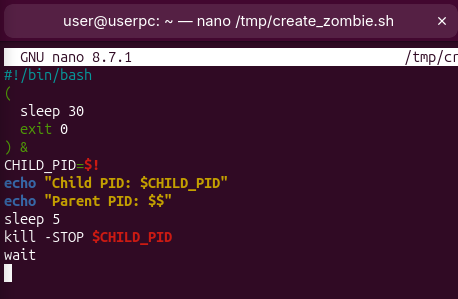 user@userpc: ~ — nano /tmp/create_zombie.sh
GNU nano 8.7.1 /tmp/cr
#!/bin/bash
(
  sleep 30
  exit 0
) &
CHILD_PID=$!
echo "Child PID: $CHILD_PID"
echo "Parent PID: $$"
sleep 5
kill -STOP $CHILD_PID
wait